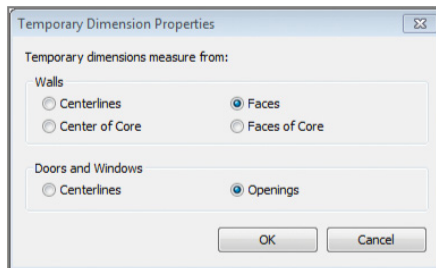 Temporary Dimension Properties
Temporary dimensions measure from:
Walls
Centerlines Faces
Center of Core Faces of Core
Doors and Windows
Centerlines Openings
OK Cancel